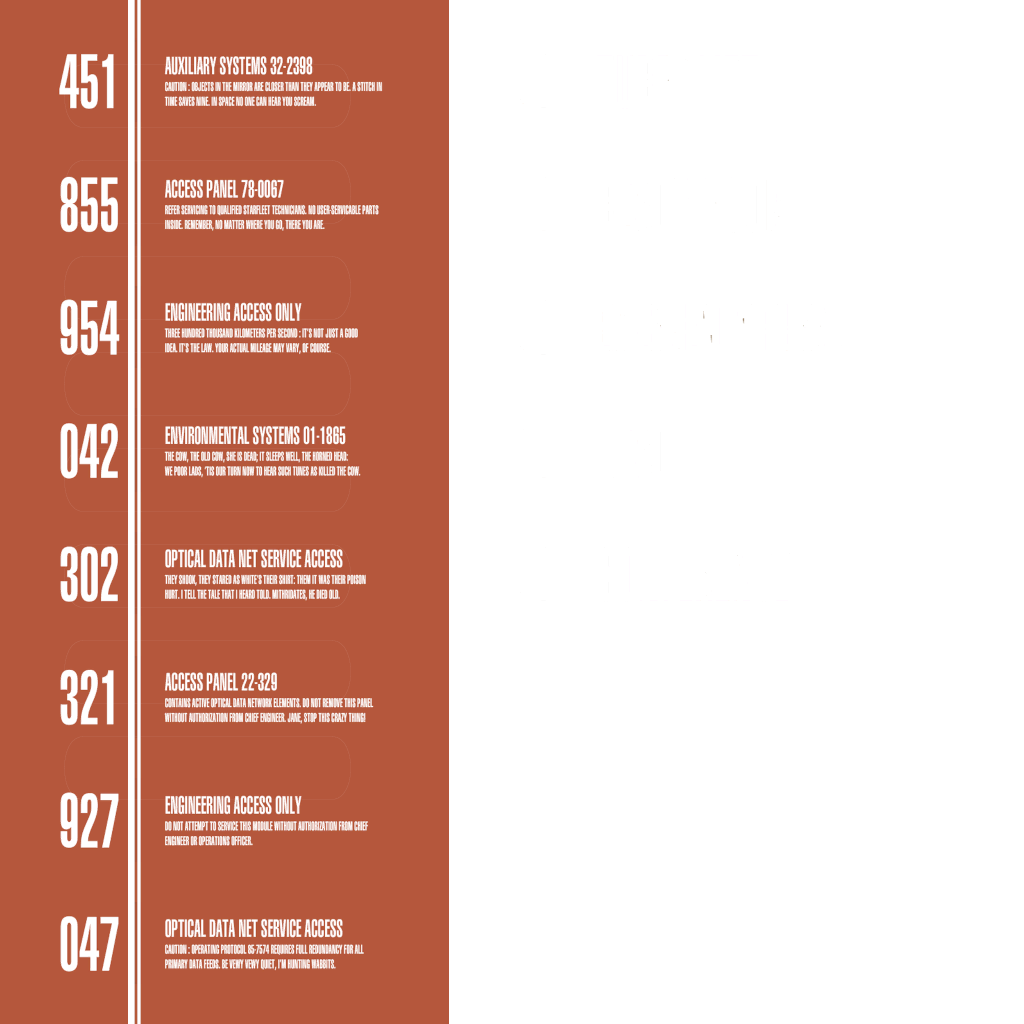 451
AUXILIARY SYSTEMS 32-2398
CAUTION : OBJECTS IN THE MIRROR ARE CLOSER THAN THEY APPEAR TO BE. A STITCH IN
TIME SAVES NINE. IN SPACE NO ONE CAN HEAR YOU SCREAM.
855
ACCESS PANEL 78-0067
REFER SERVICING TO QUALIFIED STARFLEET TECHNICIANS. NO USER-SERVICABLE PARTS
INSIDE. REMEMBER, NO MATTER WHERE YOU GO, THERE YOU ARE.
954
ENGINEERING ACCESS ONLY
THREE HUNDRED THOUSAND KILOMETERS PER SECOND : IT'S NOT JUST A GOOD
IDEA. IT'S THE LAW. YOUR ACTUAL MILEAGE MAY VARY, OF COURSE.
042
ENVIRONMENTAL SYSTEMS 01-1865
THE COW, THE OLD COW, SHE IS DEAD; IT SLEEPS WELL, THE HORNED HEAD:
WE POOR LADS, 'TIS OUR TURN NOW TO HEAR SUCH TUNES AS KILLED THE COW.
302
OPTICAL DATA NET SERVICE ACCESS
THEY SHOOK, THEY STARED AS WHITE'S THEIR SHIRT: THEM IT WAS THEIR POISON
HURT. I TELL THE TALE THAT I HEARD TOLD. MITHRIDATES, HE DIED OLD.
321
ACCESS PANEL 22-329
CONTAINS ACTIVE OPTICAL DATA NETWORK ELEMENTS. DO NOT REMOVE THIS PANEL
WITHOUT AUTHORIZATION FROM CHIEF ENGINEER. JANE, STOP THIS CRAZY THING!
927
ENGINEERING ACCESS ONLY
DO NOT ATTEMPT TO SERVICE THIS MODULE WITHOUT AUTHORIZATION FROM CHIEF
ENGINEER OR OPERATIONS OFFICER.
047
OPTICAL DATA NET SERVICE ACCESS
CAUTION : OPERATING PROTOCOL 65-7574 REQUIRES FULL REDUNDANCY FOR ALL
PRIMARY DATA FEEDS. BE VEWY VEWY QUIET, I'M HUNTING WABBITS.